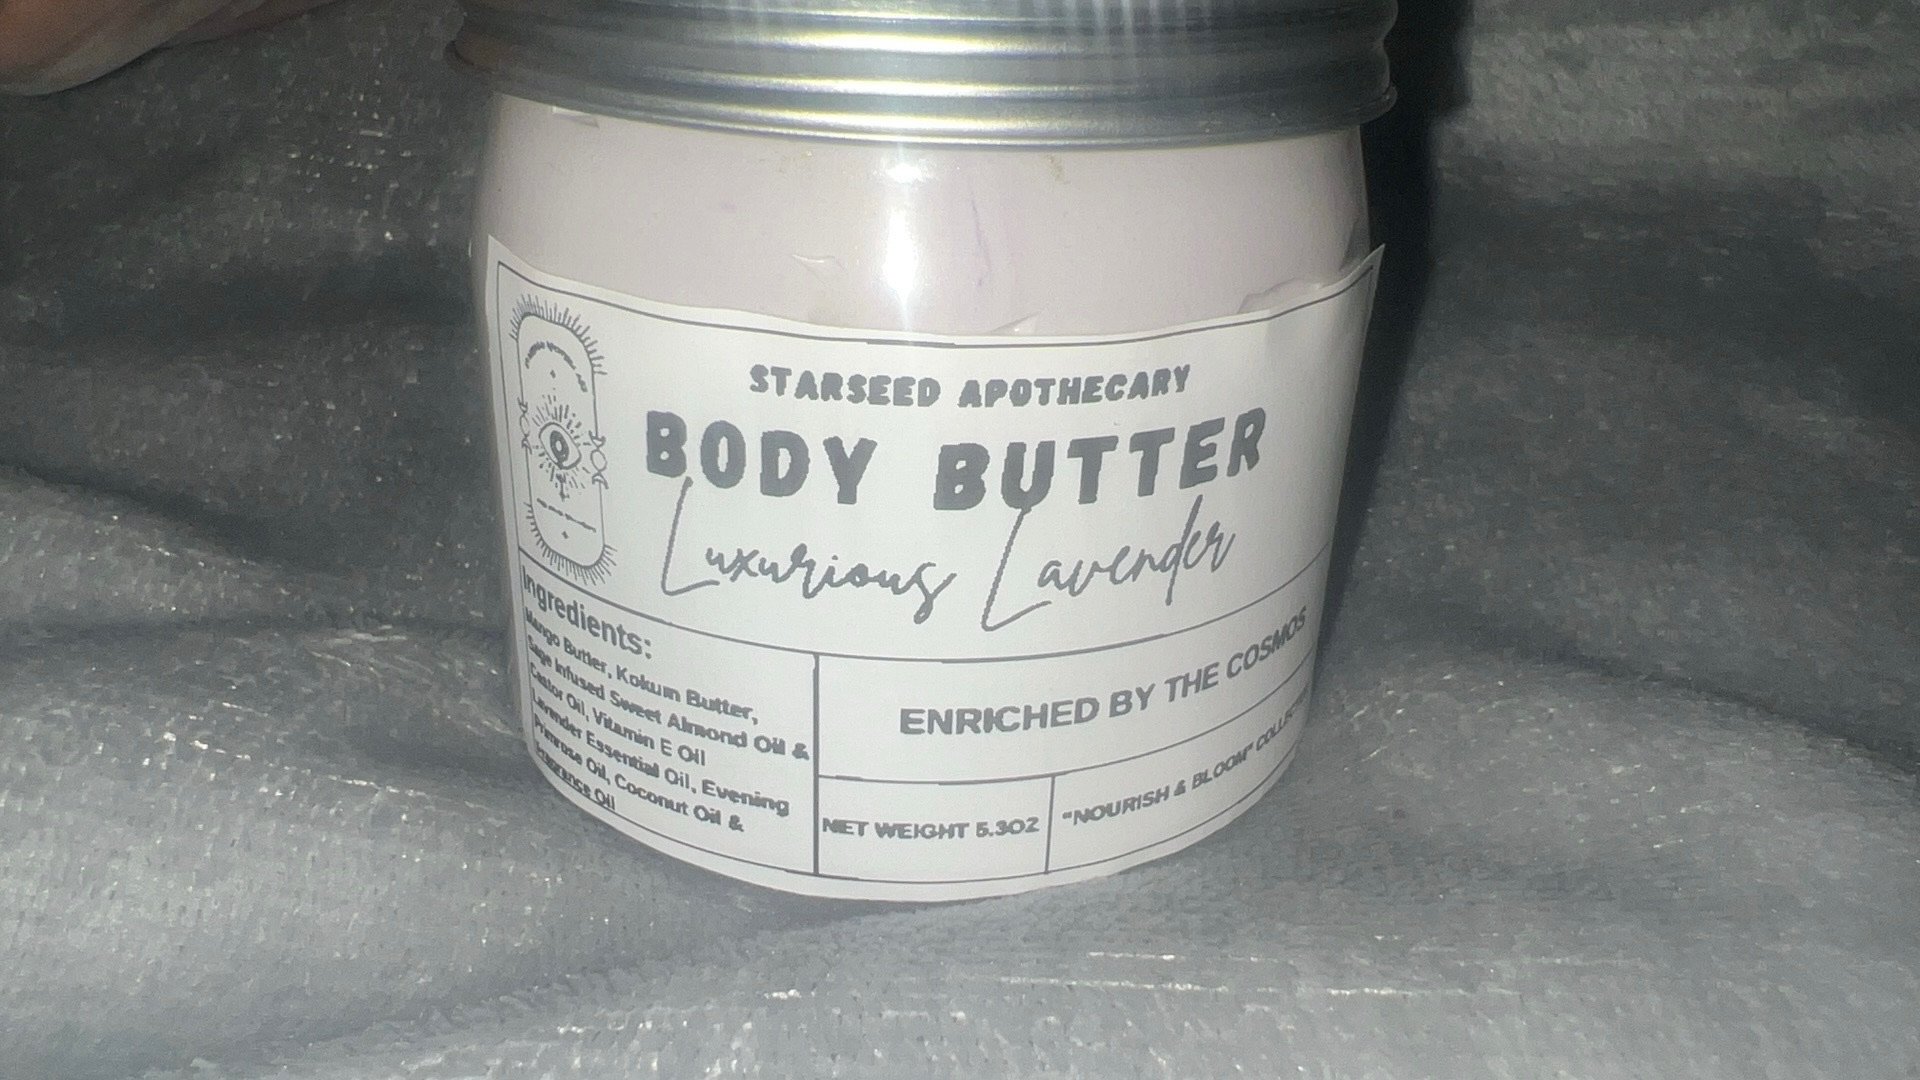 STARSEED APOTHECARY
BODY BUTTER
Luxurious Lavender
Ingredients:
Mango Butter, Kokum Butter,
Sage Infused Sweet Almond Oil &
Castor Oil, Vitamin E Oil
Lavender Essential Oil, Evening
Primrose Oil, Coconut Oil &
Fragrance Oil
ENRICHED BY THE COSMOS
NET WEIGHT 5.3OZ
"NOURISH & BLOOM"